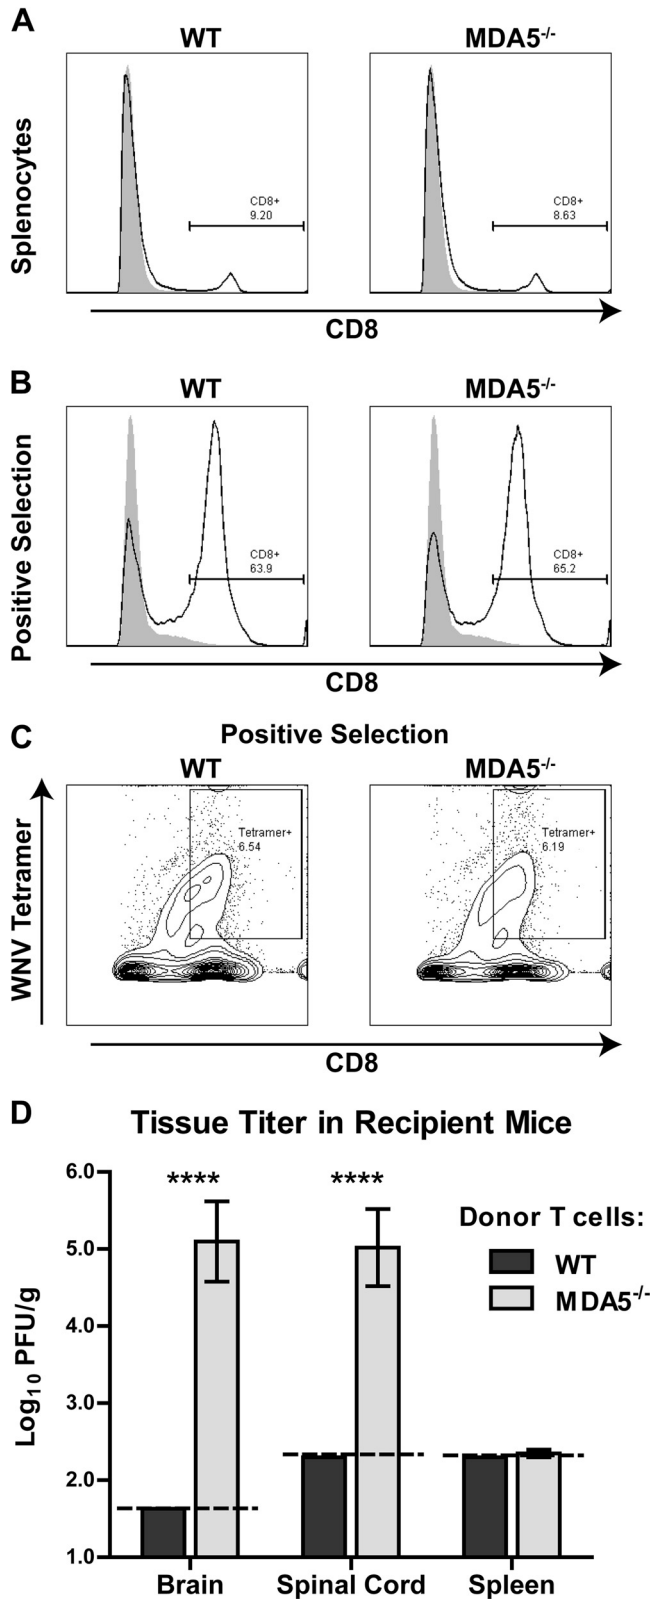 A
WT
MDA5-/-
Splenocytes
CD8+
9.20
CD8+
8.63
CD8
B
WT
MDA5-/-
Positive Selection
CD8+
63.9
CD8+
65.2
CD8
C
Positive Selection
WT
MDA5-/-
WNV Tetramer
Tetramer+
6.54
Tetramer+
6.19
CD8
D
Tissue Titer in Recipient Mice
Log10 PFU/g
6.0
5.0
4.0
3.0
2.0
1.0
****
****
Donor T cells:
WT
MDA5-/-
Brain
Spinal Cord
Spleen